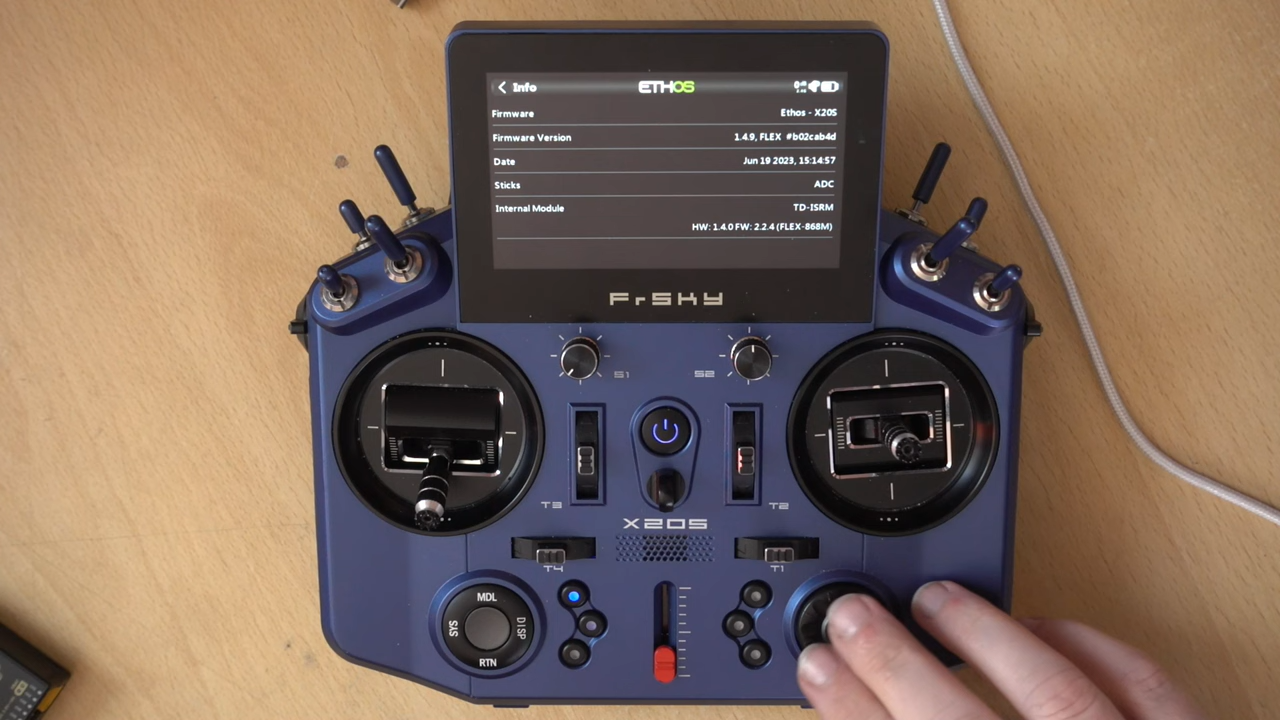 Info ETHOS
Firmware Ethos - X20S
Firmware Version 1.4.9, FLEX #b02cab4d
Date Jun 19 2023, 15:14:57
Sticks ADC
Internal Module TD-ISRM
HW: 1.4.0 FW: 2.2.4 (FLEX-868M)
FrSKY
S1 S2
T3 T2
X20S
T4 T1
MDL
SYS DISP
RTN